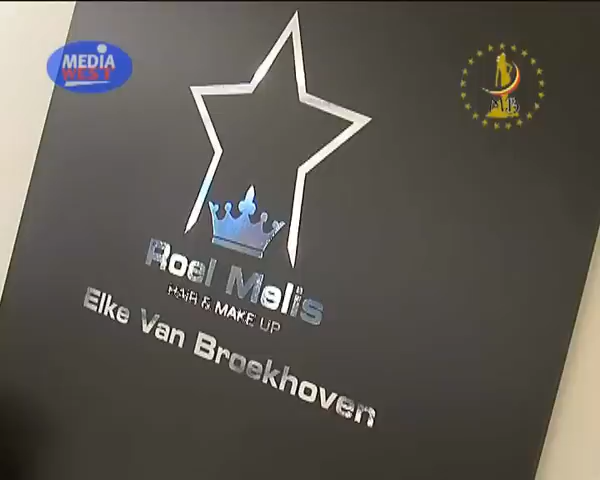 MEDIA
WEST
M.B
Roel Melis
HAIR & MAKE UP
Elke Van Broekhoven